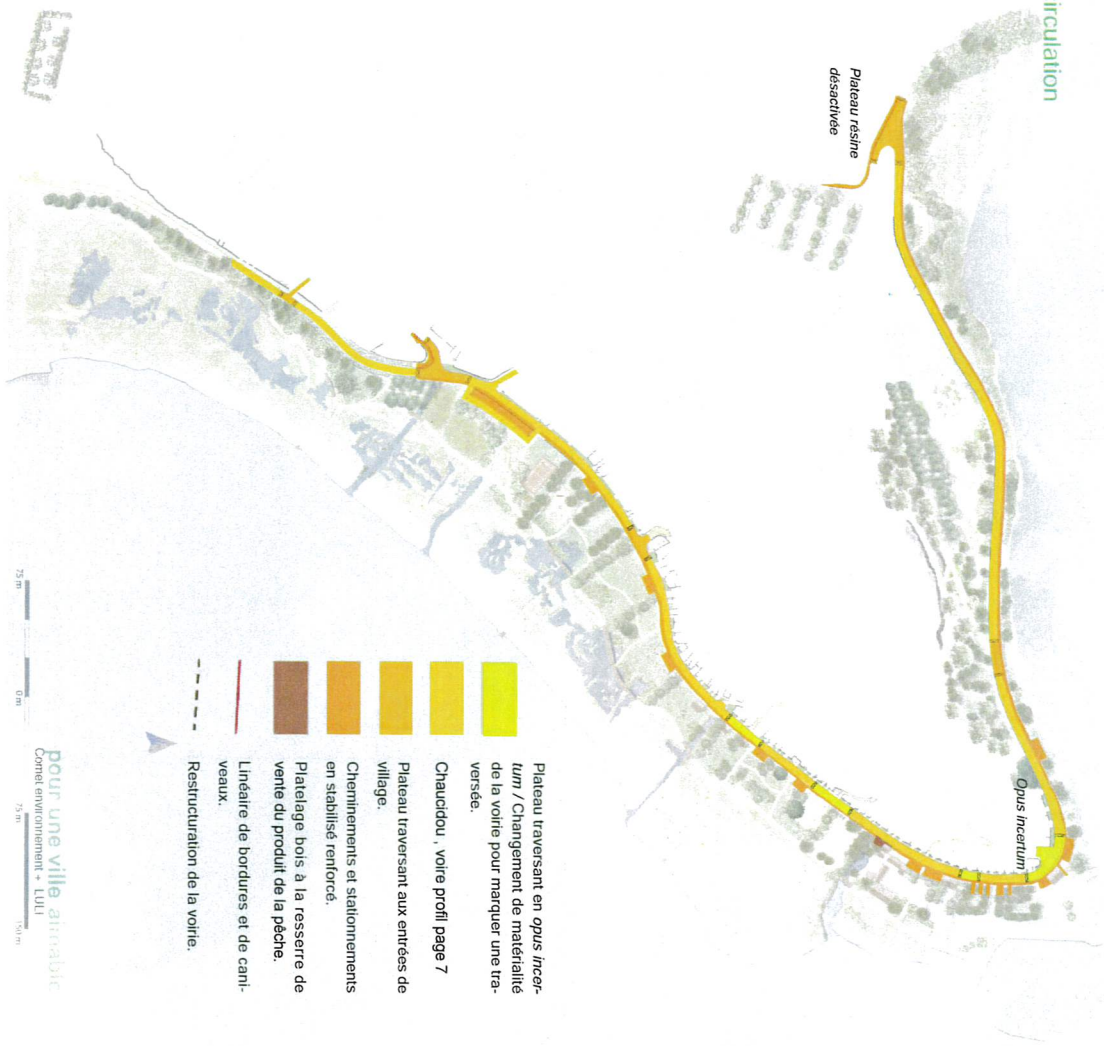 irculation
Plateau résine
désactivée
Opus incertum
Plateau traversant en opus incer-
tum / Changement de matérialité
de la voirie pour marquer une tra-
versée.
Chaucidou , voire profil page 7
Plateau traversant aux entrées de
village.
Cheminements et stationnements
en stabilisé renforcé.
Platelage bois à la resserre de
vente du produit de la pêche.
Linéaire de bordures et de cani-
veaux.
Restructuration de la voirie.
75 m
0 m
75 m
150 m
pour une ville aimable
Comet environnement + LULI